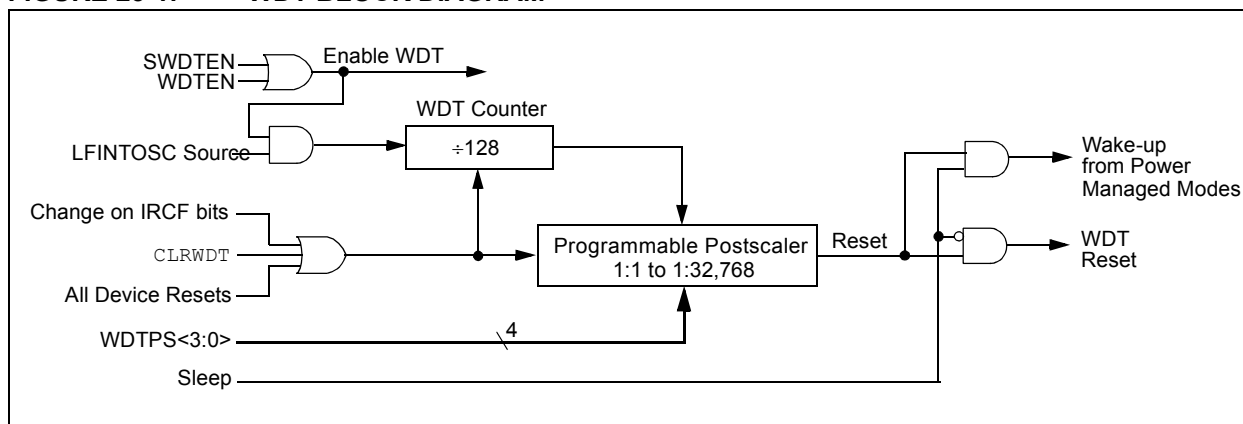 SWDTEN
WDTEN
Enable WDT
WDT Counter
LFINTOSC Source
÷128
Wake-up
from Power
Managed Modes
Change on IRCF bits
CLRWDT
All Device Resets
Programmable Postscaler
1:1 to 1:32,768
Reset
WDT
Reset
WDTPS<3:0>
4
Sleep